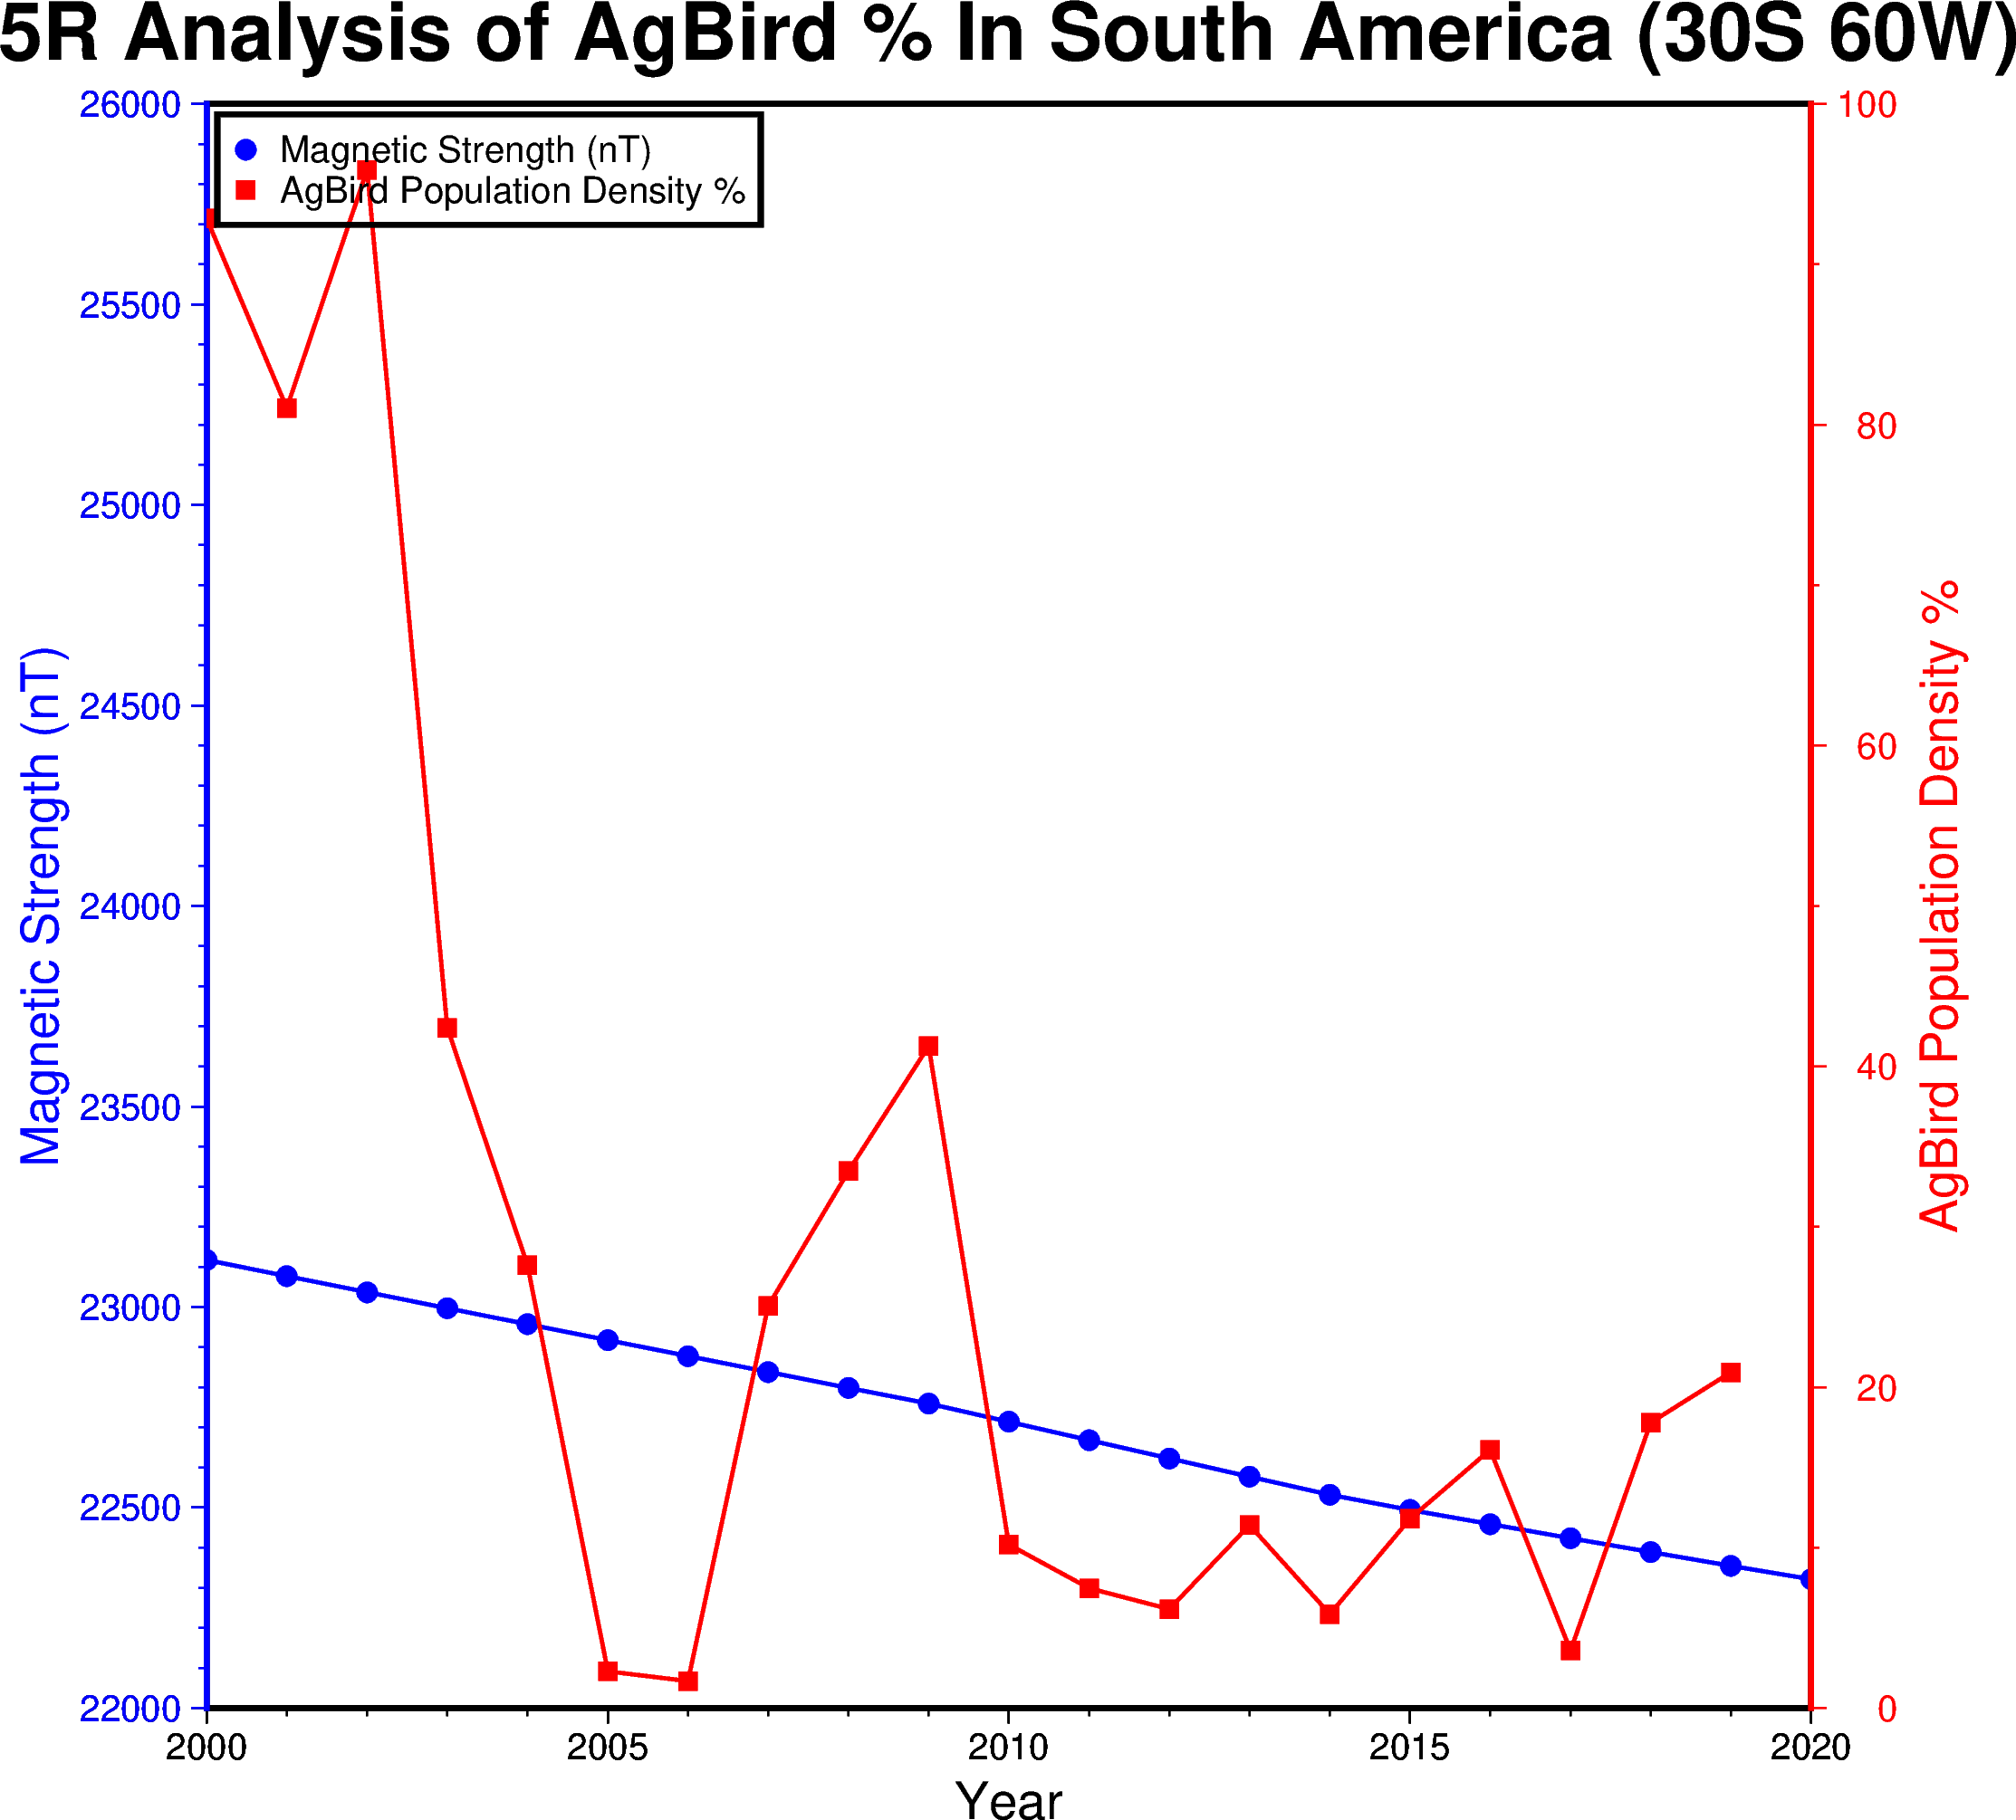 5R Analysis of AgBird % In South America (30S 60W)
Magnetic Strength (nT)
AgBird Population Density %
26000
25500
25000
24500
24000
23500
23000
22500
22000
Magnetic Strength (nT)
100
80
60
40
20
0
AgBird Population Density %
2000 2005 2010 2015 2020
Year